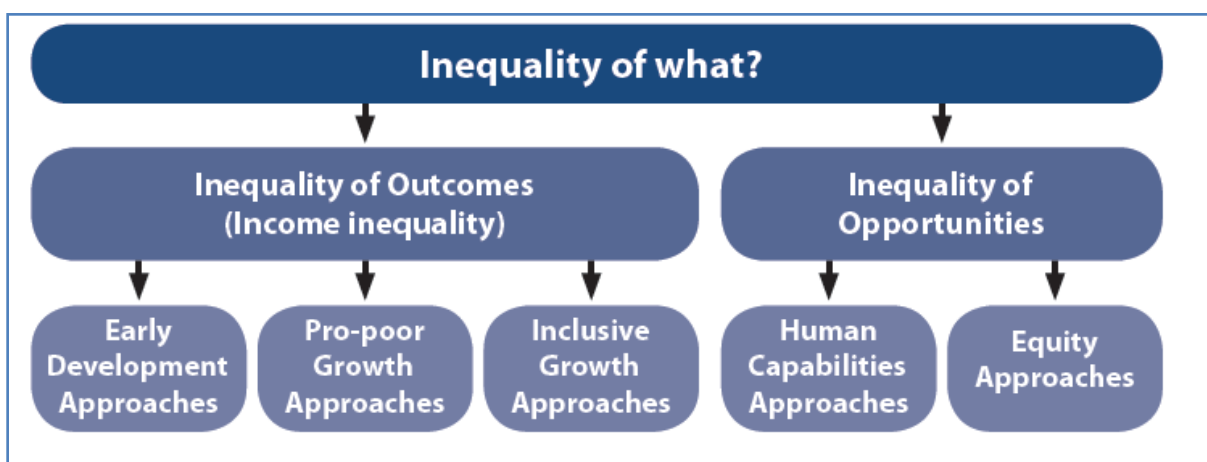 Inequality of what?
Inequality of Outcomes
(Income inequality)
Inequality of
Opportunities
Early
Development
Approaches
Pro-poor
Growth
Approaches
Inclusive
Growth
Approaches
Human
Capabilities
Approaches
Equity
Approaches